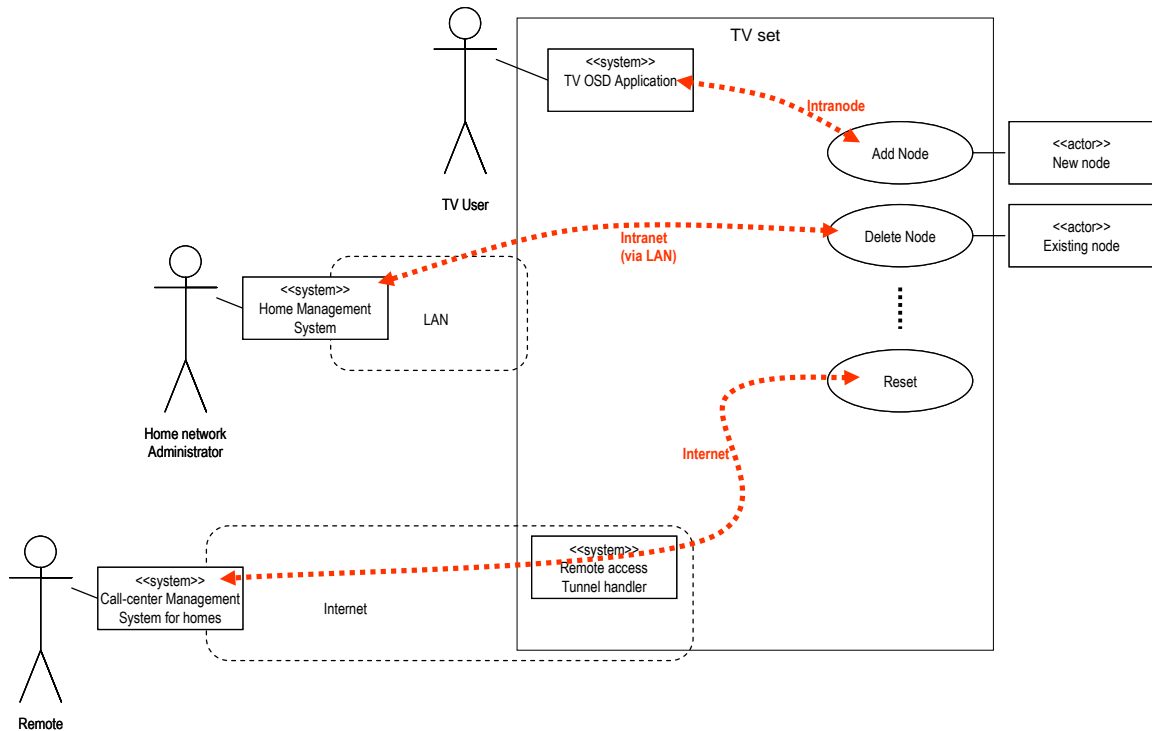 TV set
<<system>>
TV OSD Application
Intranode
Add Node
<<actor>>
New node
TV User
Intranet
(via LAN)
Delete Node
<<actor>>
Existing node
<<system>>
Home Management
System
LAN
Reset
Home network
Administrator
Internet
<<system>>
Remote access
Tunnel handler
<<system>>
Call-center Management
System for homes
Internet
Remote